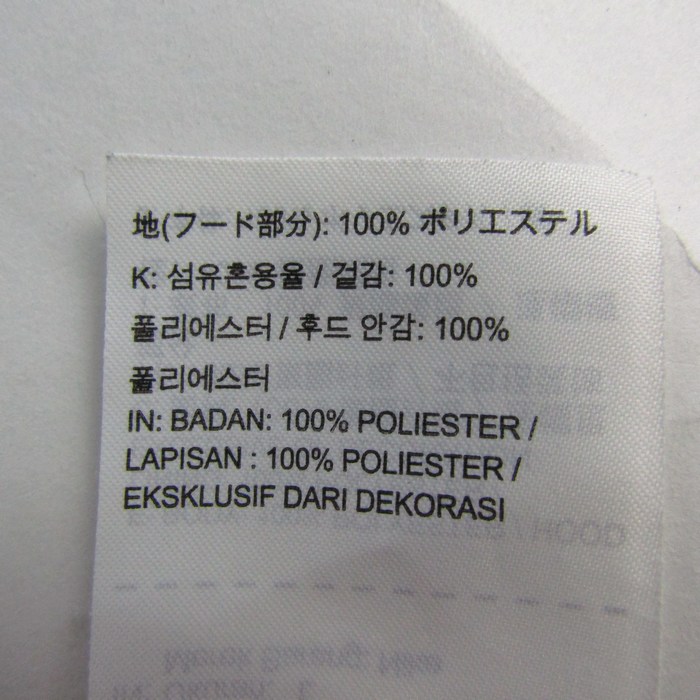 地(フード部分): 100% ポリエステル
K: 섬유혼용율 / 겉감: 100%
폴리에스터 / 후드 안감: 100%
폴리에스터
IN: BADAN: 100% POLIESTER /
LAPISAN : 100% POLIESTER /
EKSKLUSIF DARI DEKORASI